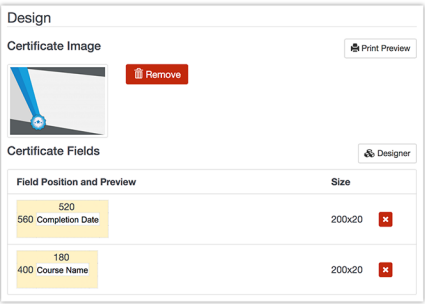 Design
Certificate Image
Print Preview
Remove
Certificate Fields
Designer
Field Position and Preview Size
520
560 Completion Date 200x20
180
400 Course Name 200x20